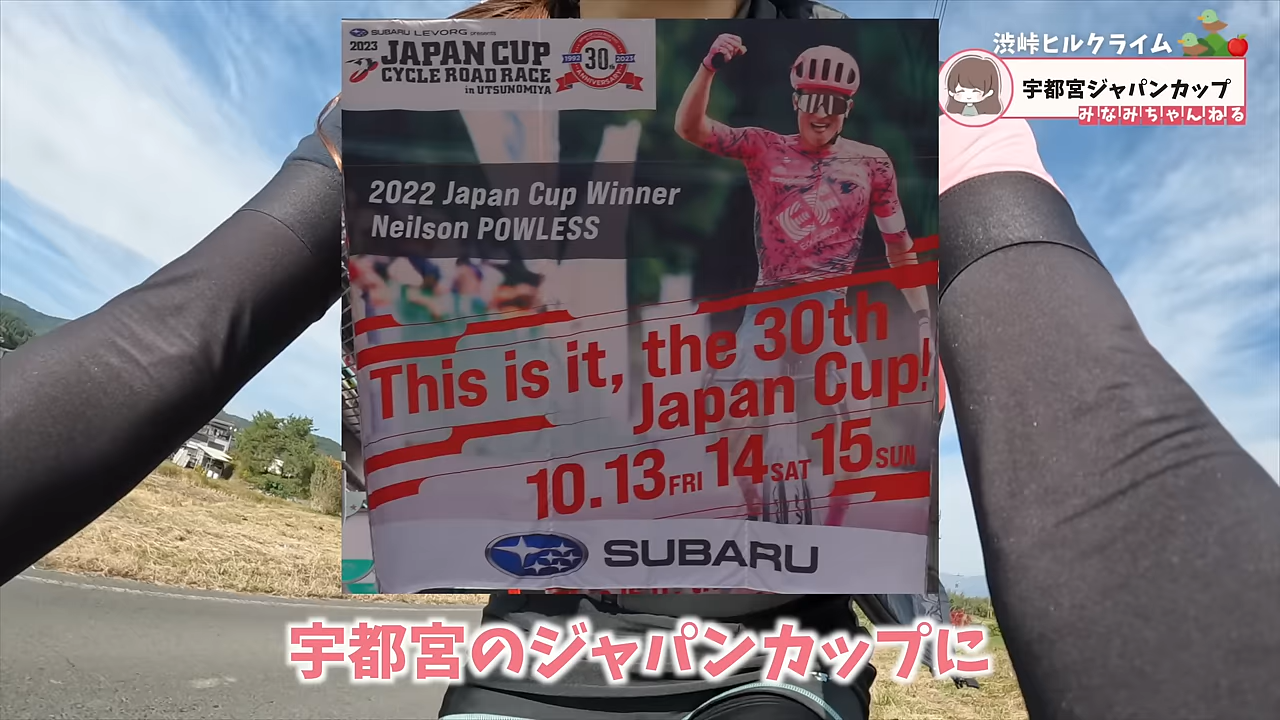 渋峠ヒルクライム
宇都宮ジャパンカップ
みなみちゃんねる
SUBARU LEVORG presents
2023 JAPAN CUP
CYCLE ROAD RACE
in UTSUNOMIYA
1992 30th 2023
ANNIVERSARY
2022 Japan Cup Winner
Neilson POWLESS
EF
Education
This is it, the 30th
Japan Cup!
10.13 FRI 14 SAT 15 SUN
SUBARU
宇都宮のジャパンカップに